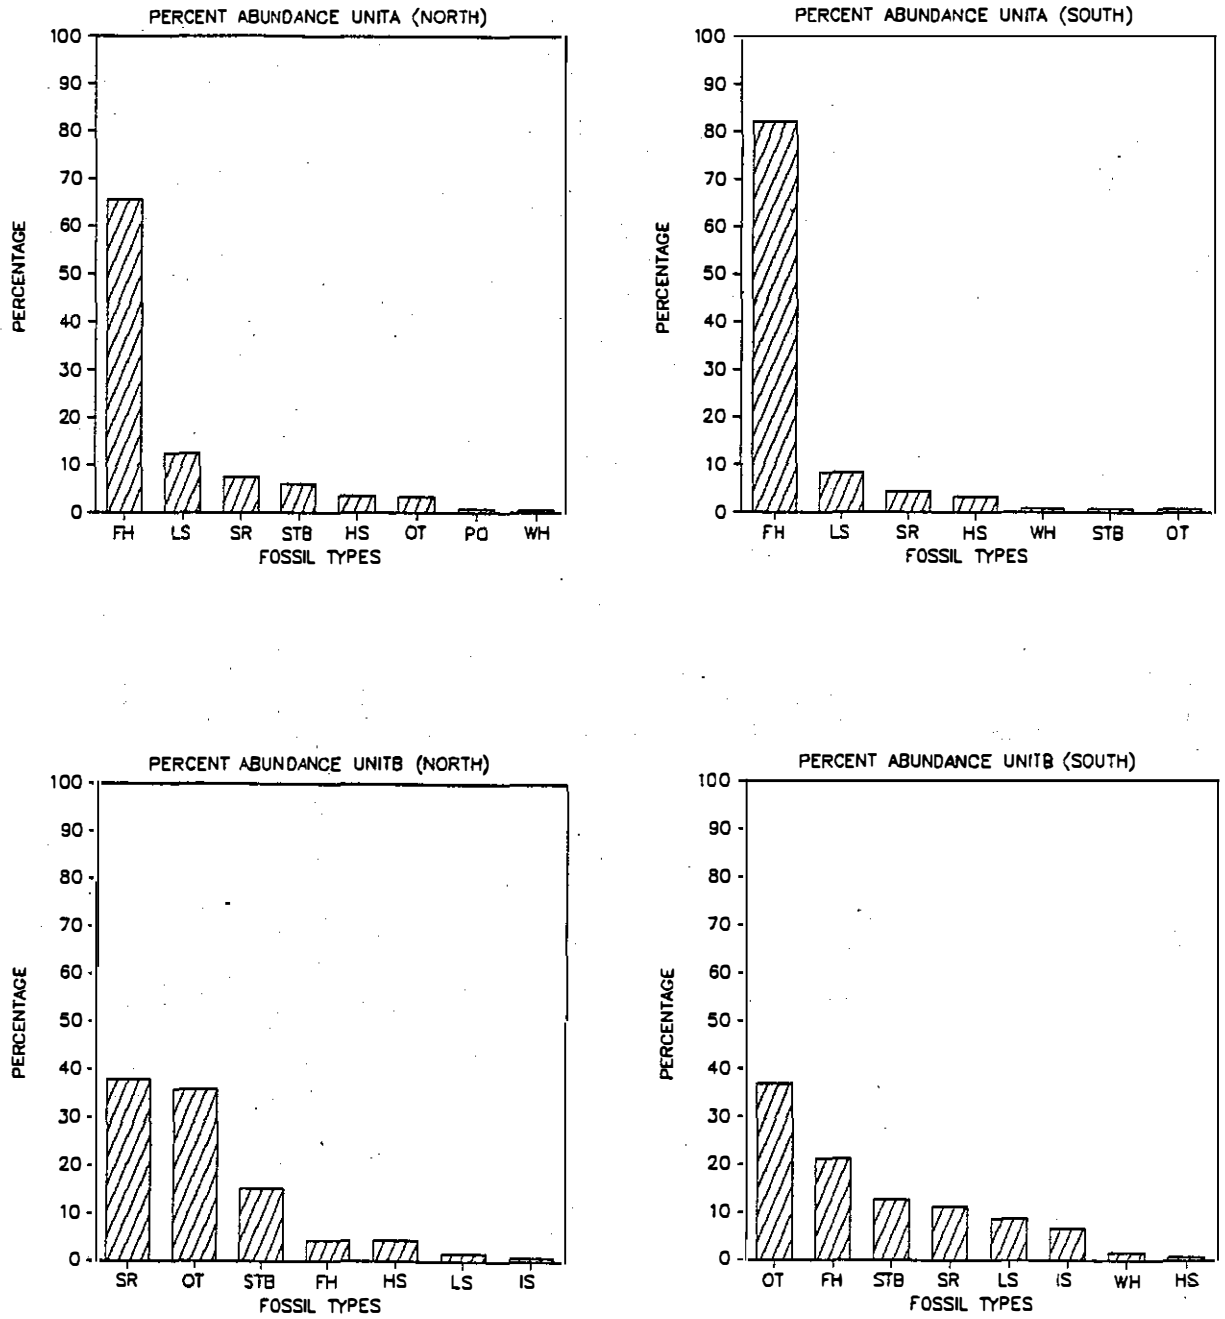 PERCENT ABUNDANCE UNITA (NORTH)
100
90
80
70
60
50
40
30
20
10
0
PERCENTAGE
FH LS SR STB HS OT PO WH
FOSSIL TYPES
PERCENT ABUNDANCE UNITA (SOUTH)
100
90
80
70
60
50
40
30
20
10
0
PERCENTAGE
FH LS SR HS WH STB OT
FOSSIL TYPES
PERCENT ABUNDANCE UNITB (NORTH)
100
90
80
70
60
50
40
30
20
10
0
PERCENTAGE
SR OT STB FH HS LS IS
FOSSIL TYPES
PERCENT ABUNDANCE UNITB (SOUTH)
100
90
80
70
60
50
40
30
20
10
0
PERCENTAGE
OT FH STB SR LS IS WH HS
FOSSIL TYPES